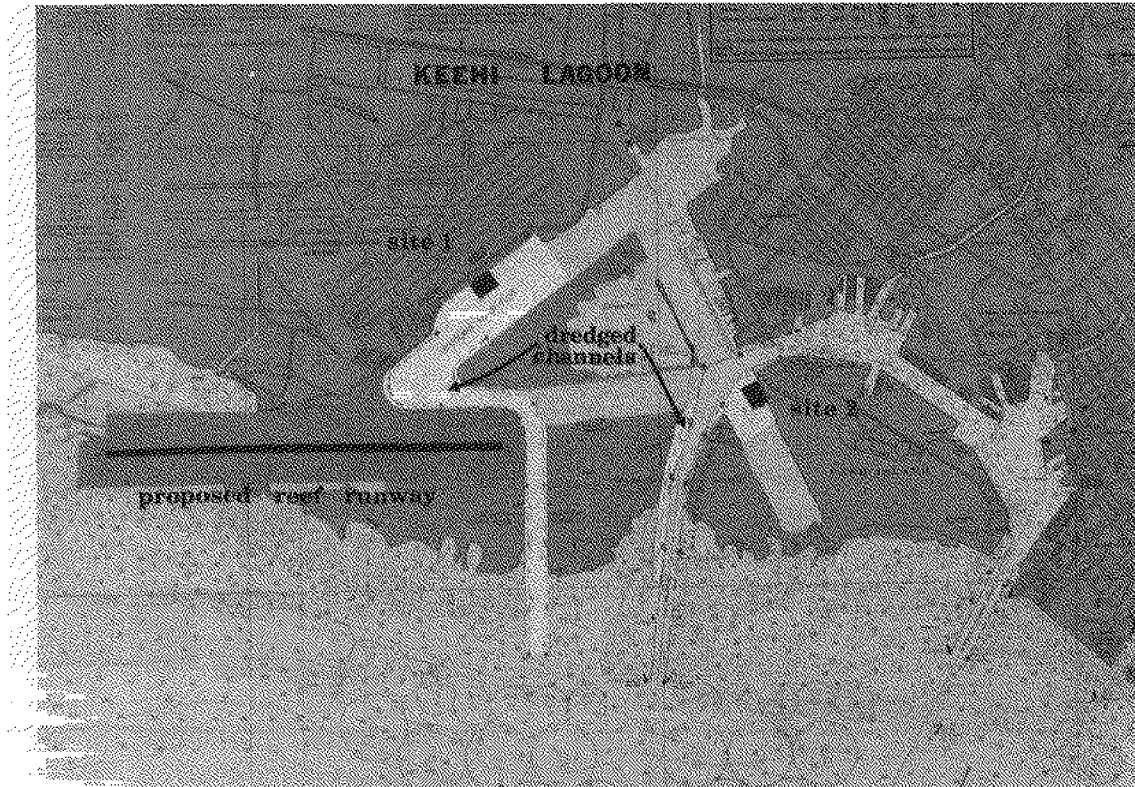 KEEHI LAGOON
site 1
dredged
channels
site 2
proposed reef runway